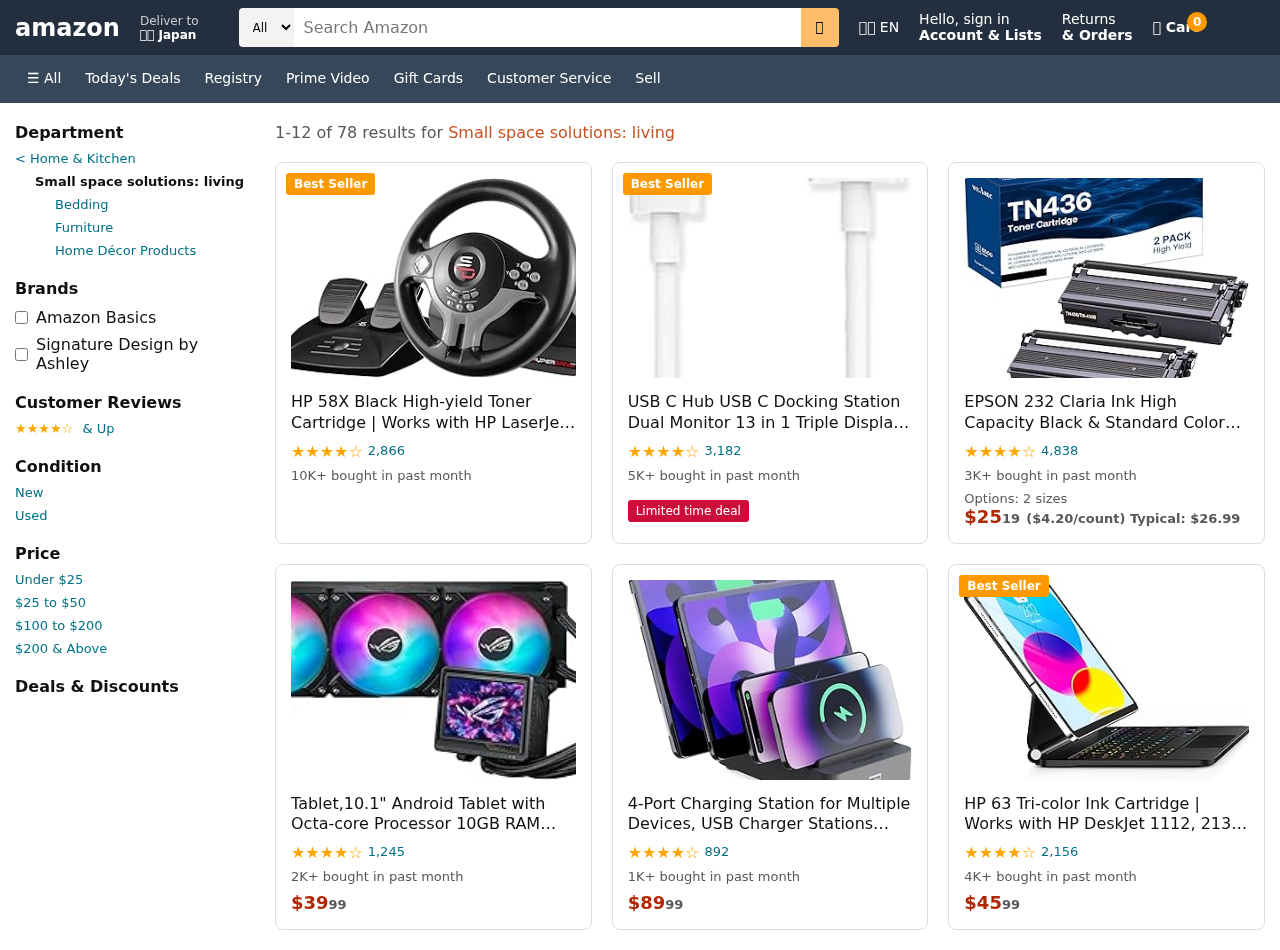 amazon
Deliver to
Japan
All
Search Amazon
EN
Hello, sign in
Account & Lists
Returns
& Orders
0
☰ All
Today's Deals
Registry
Prime Video
Gift Cards
Customer Service
Sell
Department
< Home & Kitchen
Small space solutions: living
Bedding
Furniture
Home Décor Products
Brands
Amazon Basics
Signature Design by
Ashley
Customer Reviews
★★★★☆ & Up
Condition
New
Used
Price
Under $25
$25 to $50
$100 to $200
$200 & Above
Deals & Discounts
1-12 of 78 results for Small space solutions: living
Best Seller
HP 58X Black High-yield Toner
Cartridge | Works with HP LaserJe…
★★★★☆ 2,866
10K+ bought in past month
Best Seller
USB C Hub USB C Docking Station
Dual Monitor 13 in 1 Triple Displa…
★★★★☆ 3,182
5K+ bought in past month
Limited time deal
TN436
Toner Cartridge
2 PACK
High Yield
EPSON 232 Claria Ink High
Capacity Black & Standard Color…
★★★★☆ 4,838
3K+ bought in past month
Options: 2 sizes
$2519 ($4.20/count) Typical: $26.99
Tablet,10.1" Android Tablet with
Octa-core Processor 10GB RAM…
★★★★☆ 1,245
2K+ bought in past month
$3999
4-Port Charging Station for Multiple
Devices, USB Charger Stations…
★★★★☆ 892
1K+ bought in past month
$8999
Best Seller
HP 63 Tri-color Ink Cartridge |
Works with HP DeskJet 1112, 213…
★★★★☆ 2,156
4K+ bought in past month
$4599